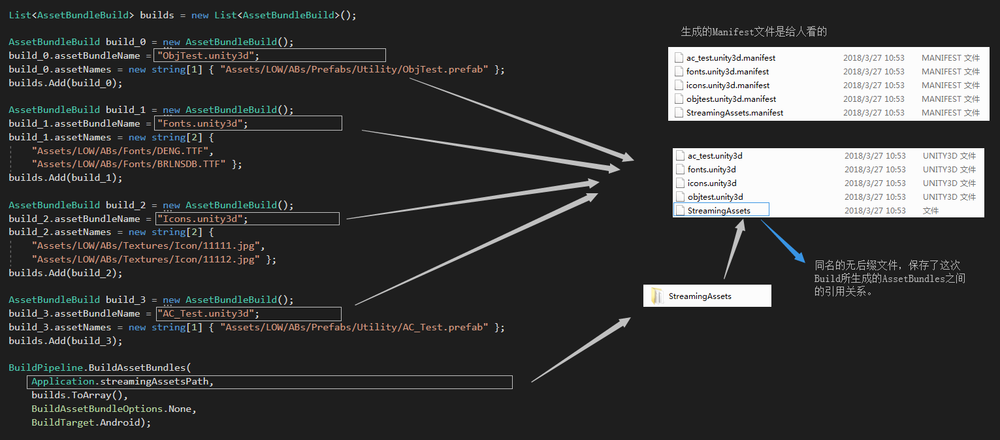 List<AssetBundleBuild> builds = new List<AssetBundleBuild>();
AssetBundleBuild build_0 = new AssetBundleBuild();
build_0.assetBundleName = "ObjTest.unity3d";
build_0.assetNames = new string[1] { "Assets/LOW/ABs/Prefabs/Utility/ObjTest.prefab" };
builds.Add(build_0);
AssetBundleBuild build_1 = new AssetBundleBuild();
build_1.assetBundleName = "Fonts.unity3d";
build_1.assetNames = new string[2] {
"Assets/LOW/ABs/Fonts/DENG.TTF",
"Assets/LOW/ABs/Fonts/BRLNSDB.TTF" };
builds.Add(build_1);
AssetBundleBuild build_2 = new AssetBundleBuild();
build_2.assetBundleName = "Icons.unity3d";
build_2.assetNames = new string[2] {
"Assets/LOW/ABs/Textures/Icon/11111.jpg",
"Assets/LOW/ABs/Textures/Icon/11112.jpg" };
builds.Add(build_2);
AssetBundleBuild build_3 = new AssetBundleBuild();
build_3.assetBundleName = "AC_Test.unity3d";
build_3.assetNames = new string[1] { "Assets/LOW/ABs/Prefabs/Utility/AC_Test.prefab" };
builds.Add(build_3);
BuildPipeline.BuildAssetBundles(
Application.streamingAssetsPath,
builds.ToArray(),
BuildAssetBundleOptions.None,
BuildTarget.Android);
生成的Manifest文件是给人看的
ac_test.unity3d.manifest 2018/3/27 10:53 MANIFEST 文件
fonts.unity3d.manifest 2018/3/27 10:53 MANIFEST 文件
icons.unity3d.manifest 2018/3/27 10:53 MANIFEST 文件
objtest.unity3d.manifest 2018/3/27 10:53 MANIFEST 文件
StreamingAssets.manifest 2018/3/27 10:53 MANIFEST 文件
ac_test.unity3d 2018/3/27 10:53 UNITY3D 文件
fonts.unity3d 2018/3/27 10:53 UNITY3D 文件
icons.unity3d 2018/3/27 10:53 UNITY3D 文件
objtest.unity3d 2018/3/27 10:53 UNITY3D 文件
StreamingAssets 2018/3/27 10:53 文件
同名的无后缀文件，保存了这次
Build所生成的AssetBundles之间
的引用关系。
StreamingAssets